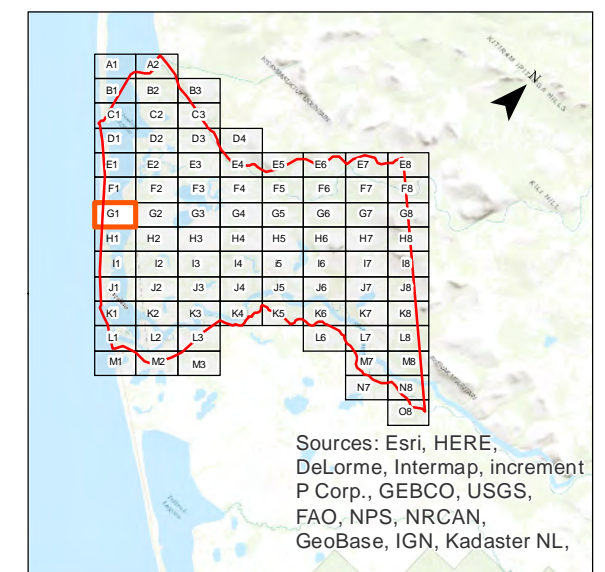 A1 A2
B1 B2 B3
C1 C2 C3
D1 D2 D3 D4
E1 E2 E3 E4 E5 E6 E7 E8
F1 F2 F3 F4 F5 F6 F7 F8
G1 G2 G3 G4 G5 G6 G7 G8
H1 H2 H3 H4 H5 H6 H7 H8
I1 I2 I3 I4 i5 I6 I7 I8
J1 J2 J3 J4 J5 J6 J7 J8
K1 K2 K3 K4 K5 K6 K7 K8
L1 L2 L3 L6 L7 L8
M1 M2 M3 M7 M8
N7 N8
O8
N
HILLS
KILI HILL
Sources: Esri, HERE,
DeLorme, Intermap, increment
P Corp., GEBCO, USGS,
FAO, NPS, NRCAN,
GeoBase, IGN, Kadaster NL,